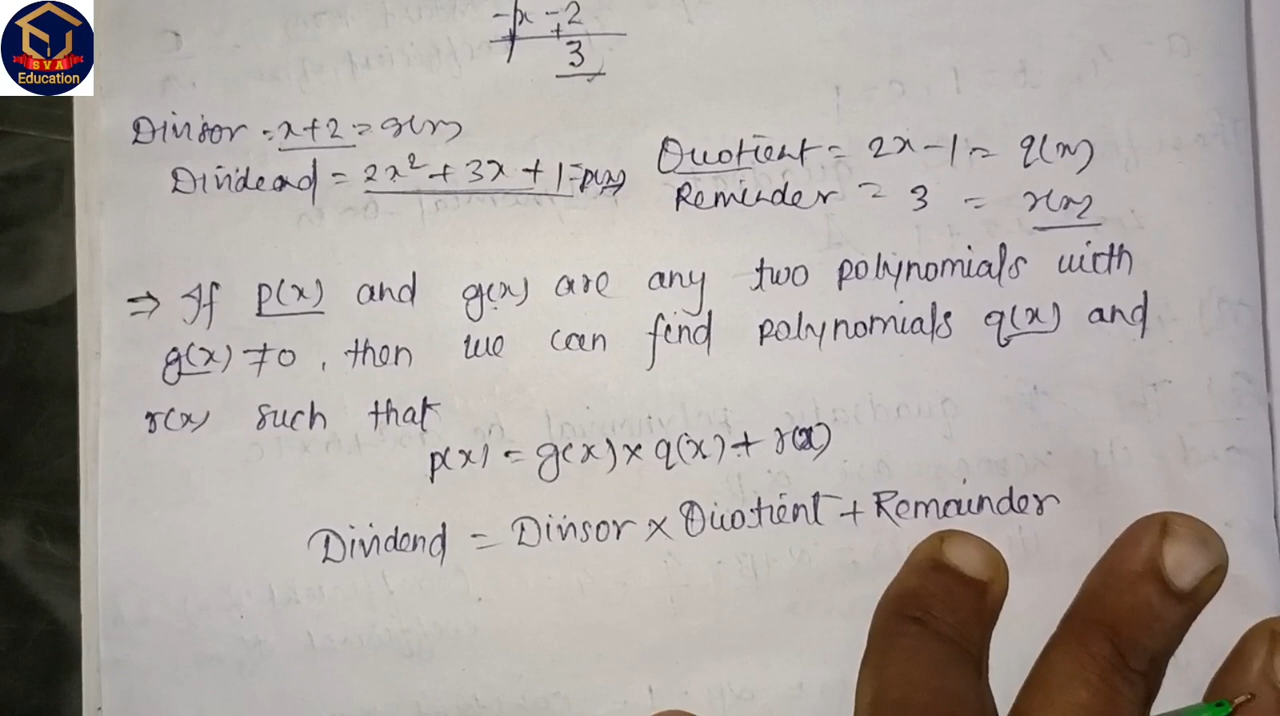 SVA
Education
-x -2
+ +
3
Divisor = x+2 = g(x)
Dividend = 2x² + 3x + 1 = p(x)
Quotient = 2x - 1 = q(x)
Reminder = 3 = r(x)
⇒ If p(x) and g(x) are any two polynomials with
g(x) ≠ 0, then we can find polynomials q(x) and
r(x) such that
p(x) = g(x) × q(x) + r(x)
Dividend = Divisor × Quotient + Remainder